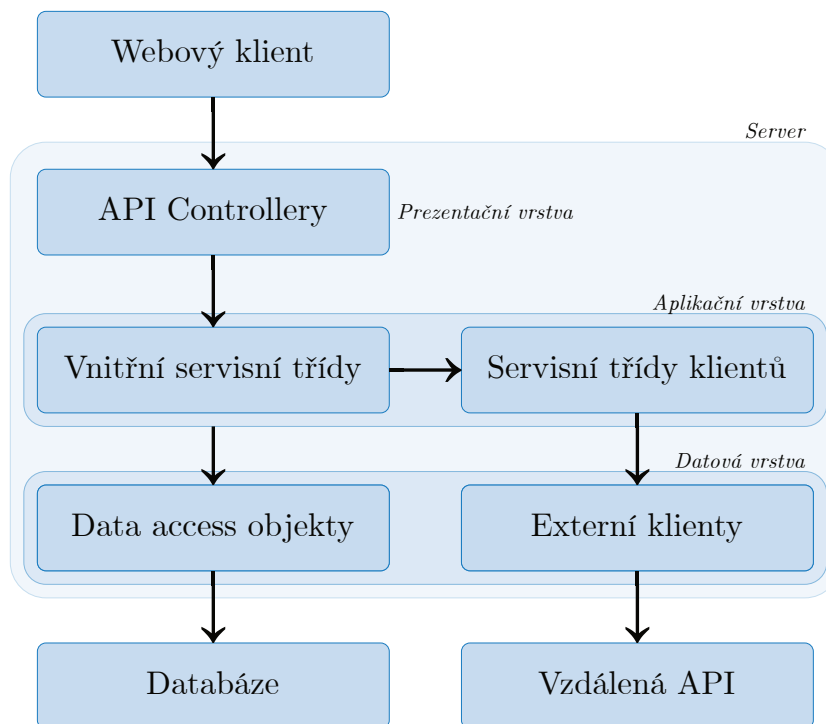 Webový klient
Server
API Controllery
Prezentační vrstva
Aplikační vrstva
Vnitřní servisní třídy
Servisní třídy klientů
Datová vrstva
Data access objekty
Externí klienty
Databáze
Vzdálená API